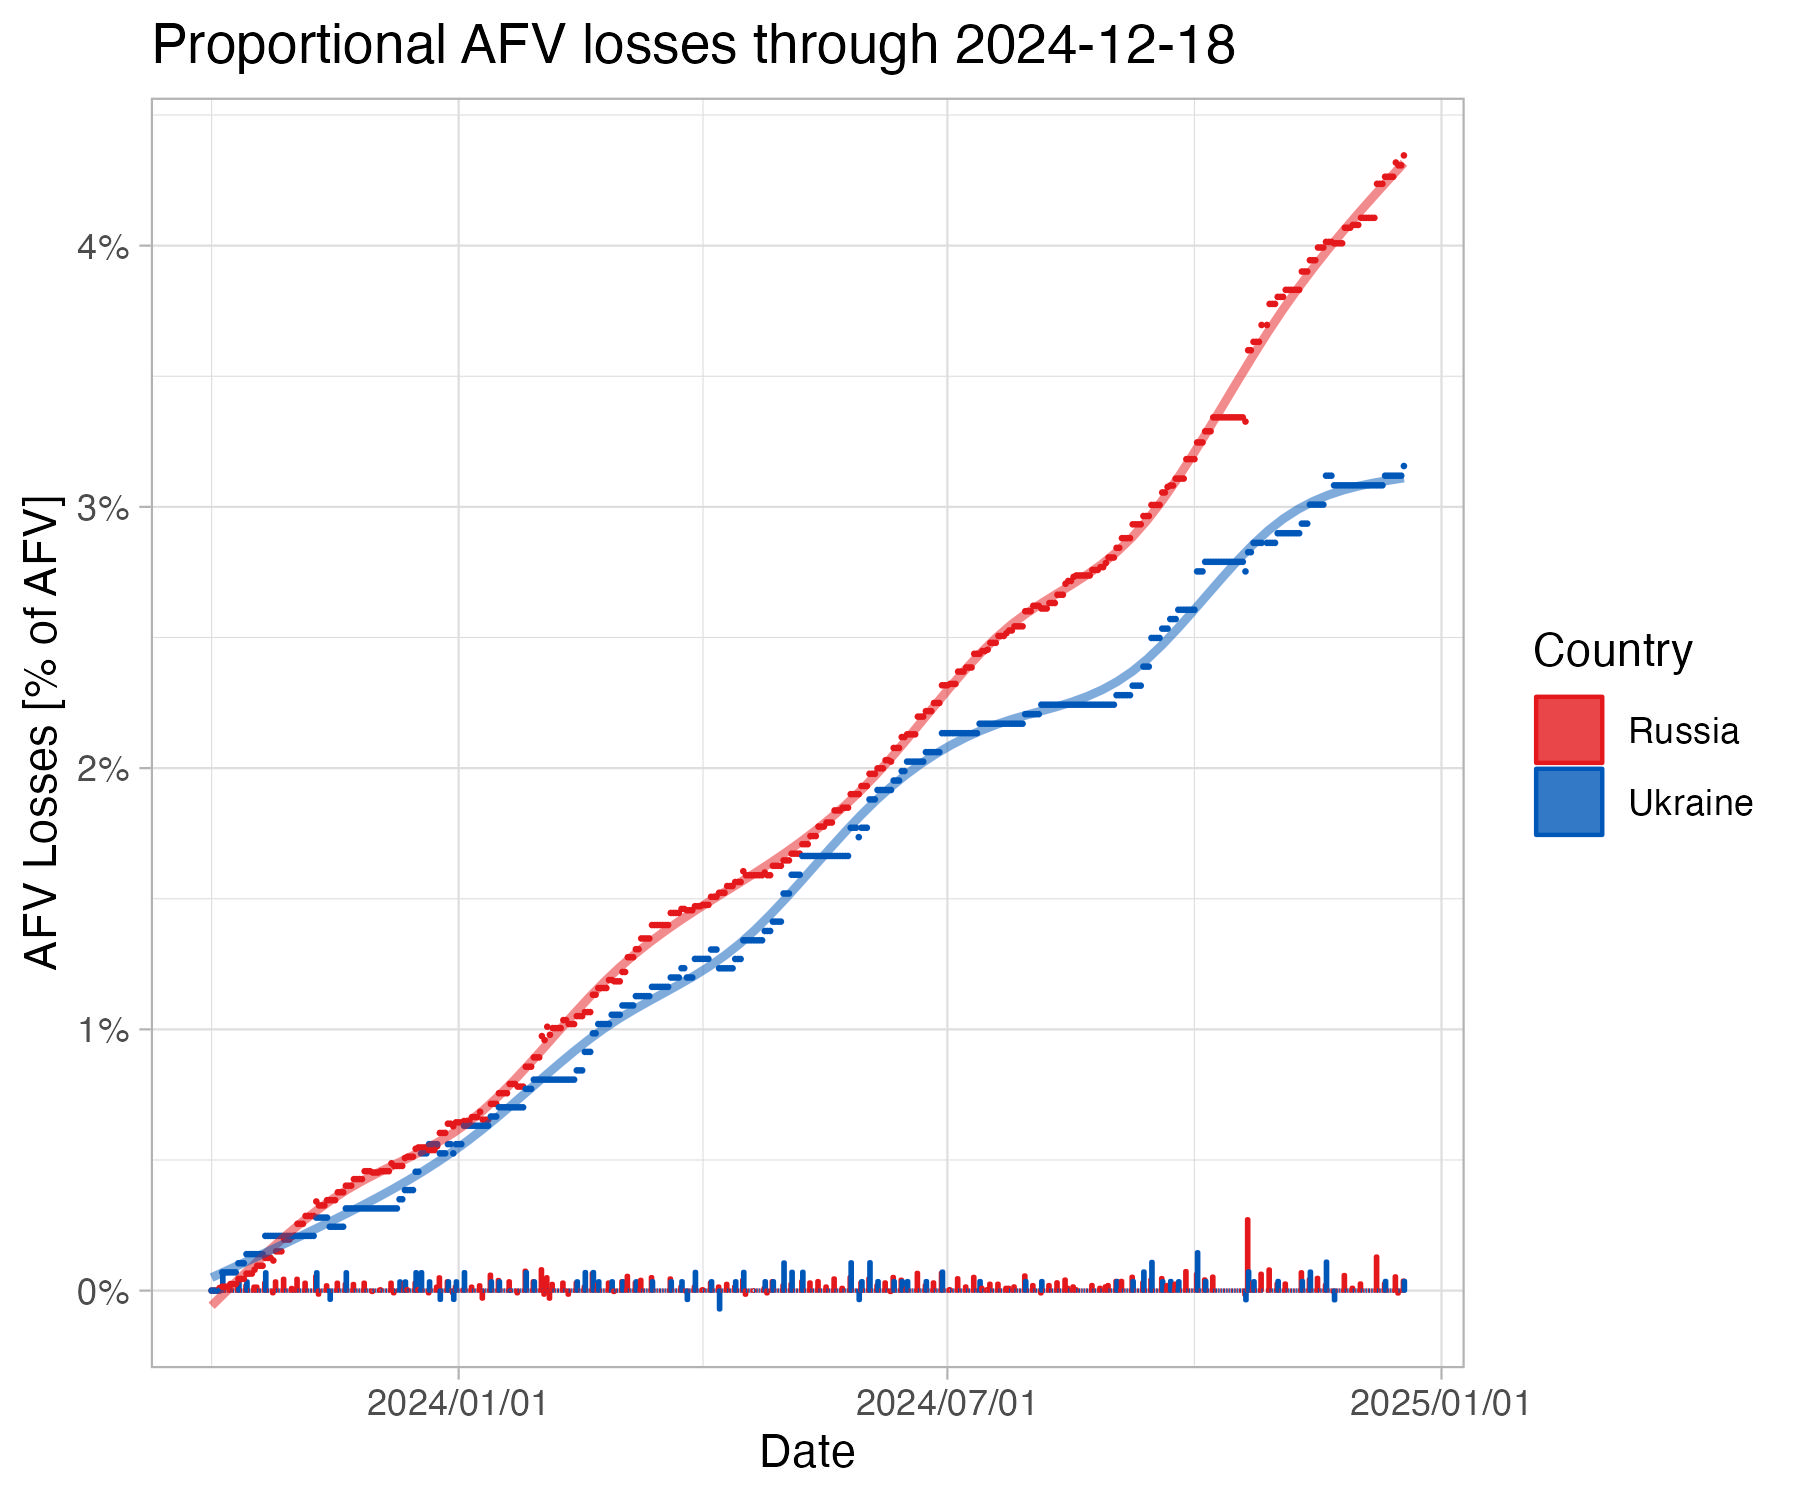 Proportional AFV losses through 2024-12-18
AFV Losses [% of AFV]
4%
3%
2%
1%
0%
2024/01/01
2024/07/01
2025/01/01
Date
Country
Russia
Ukraine